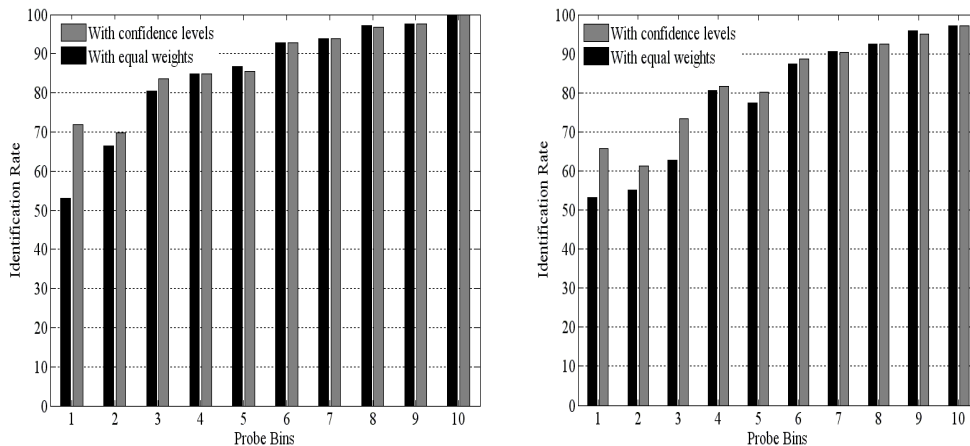 100
90
80
70
60
50
40
30
20
10
0
Identification Rate
With confidence levels
With equal weights
1 2 3 4 5 6 7 8 9 10
Probe Bins
100
90
80
70
60
50
40
30
20
10
0
Identification Rate
With confidence levels
With equal weights
1 2 3 4 5 6 7 8 9 10
Probe Bins